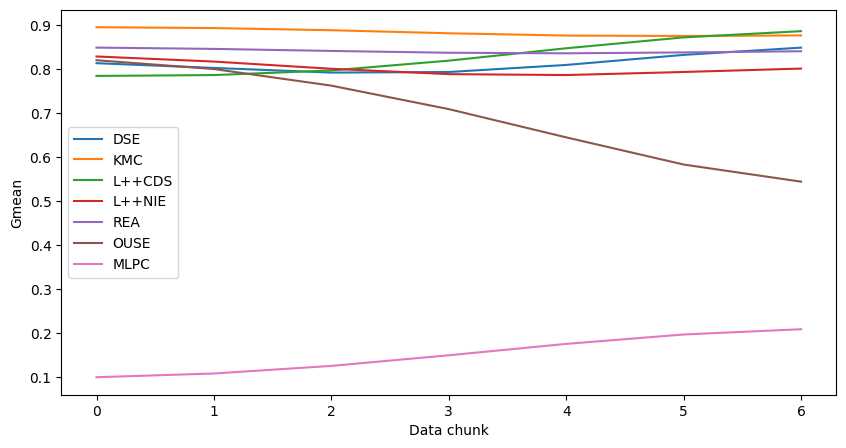 0.9
0.8
0.7
0.6
0.5
0.4
0.3
0.2
0.1
Gmean
DSE
KMC
L++CDS
L++NIE
REA
OUSE
MLPC
0 1 2 3 4 5 6
Data chunk